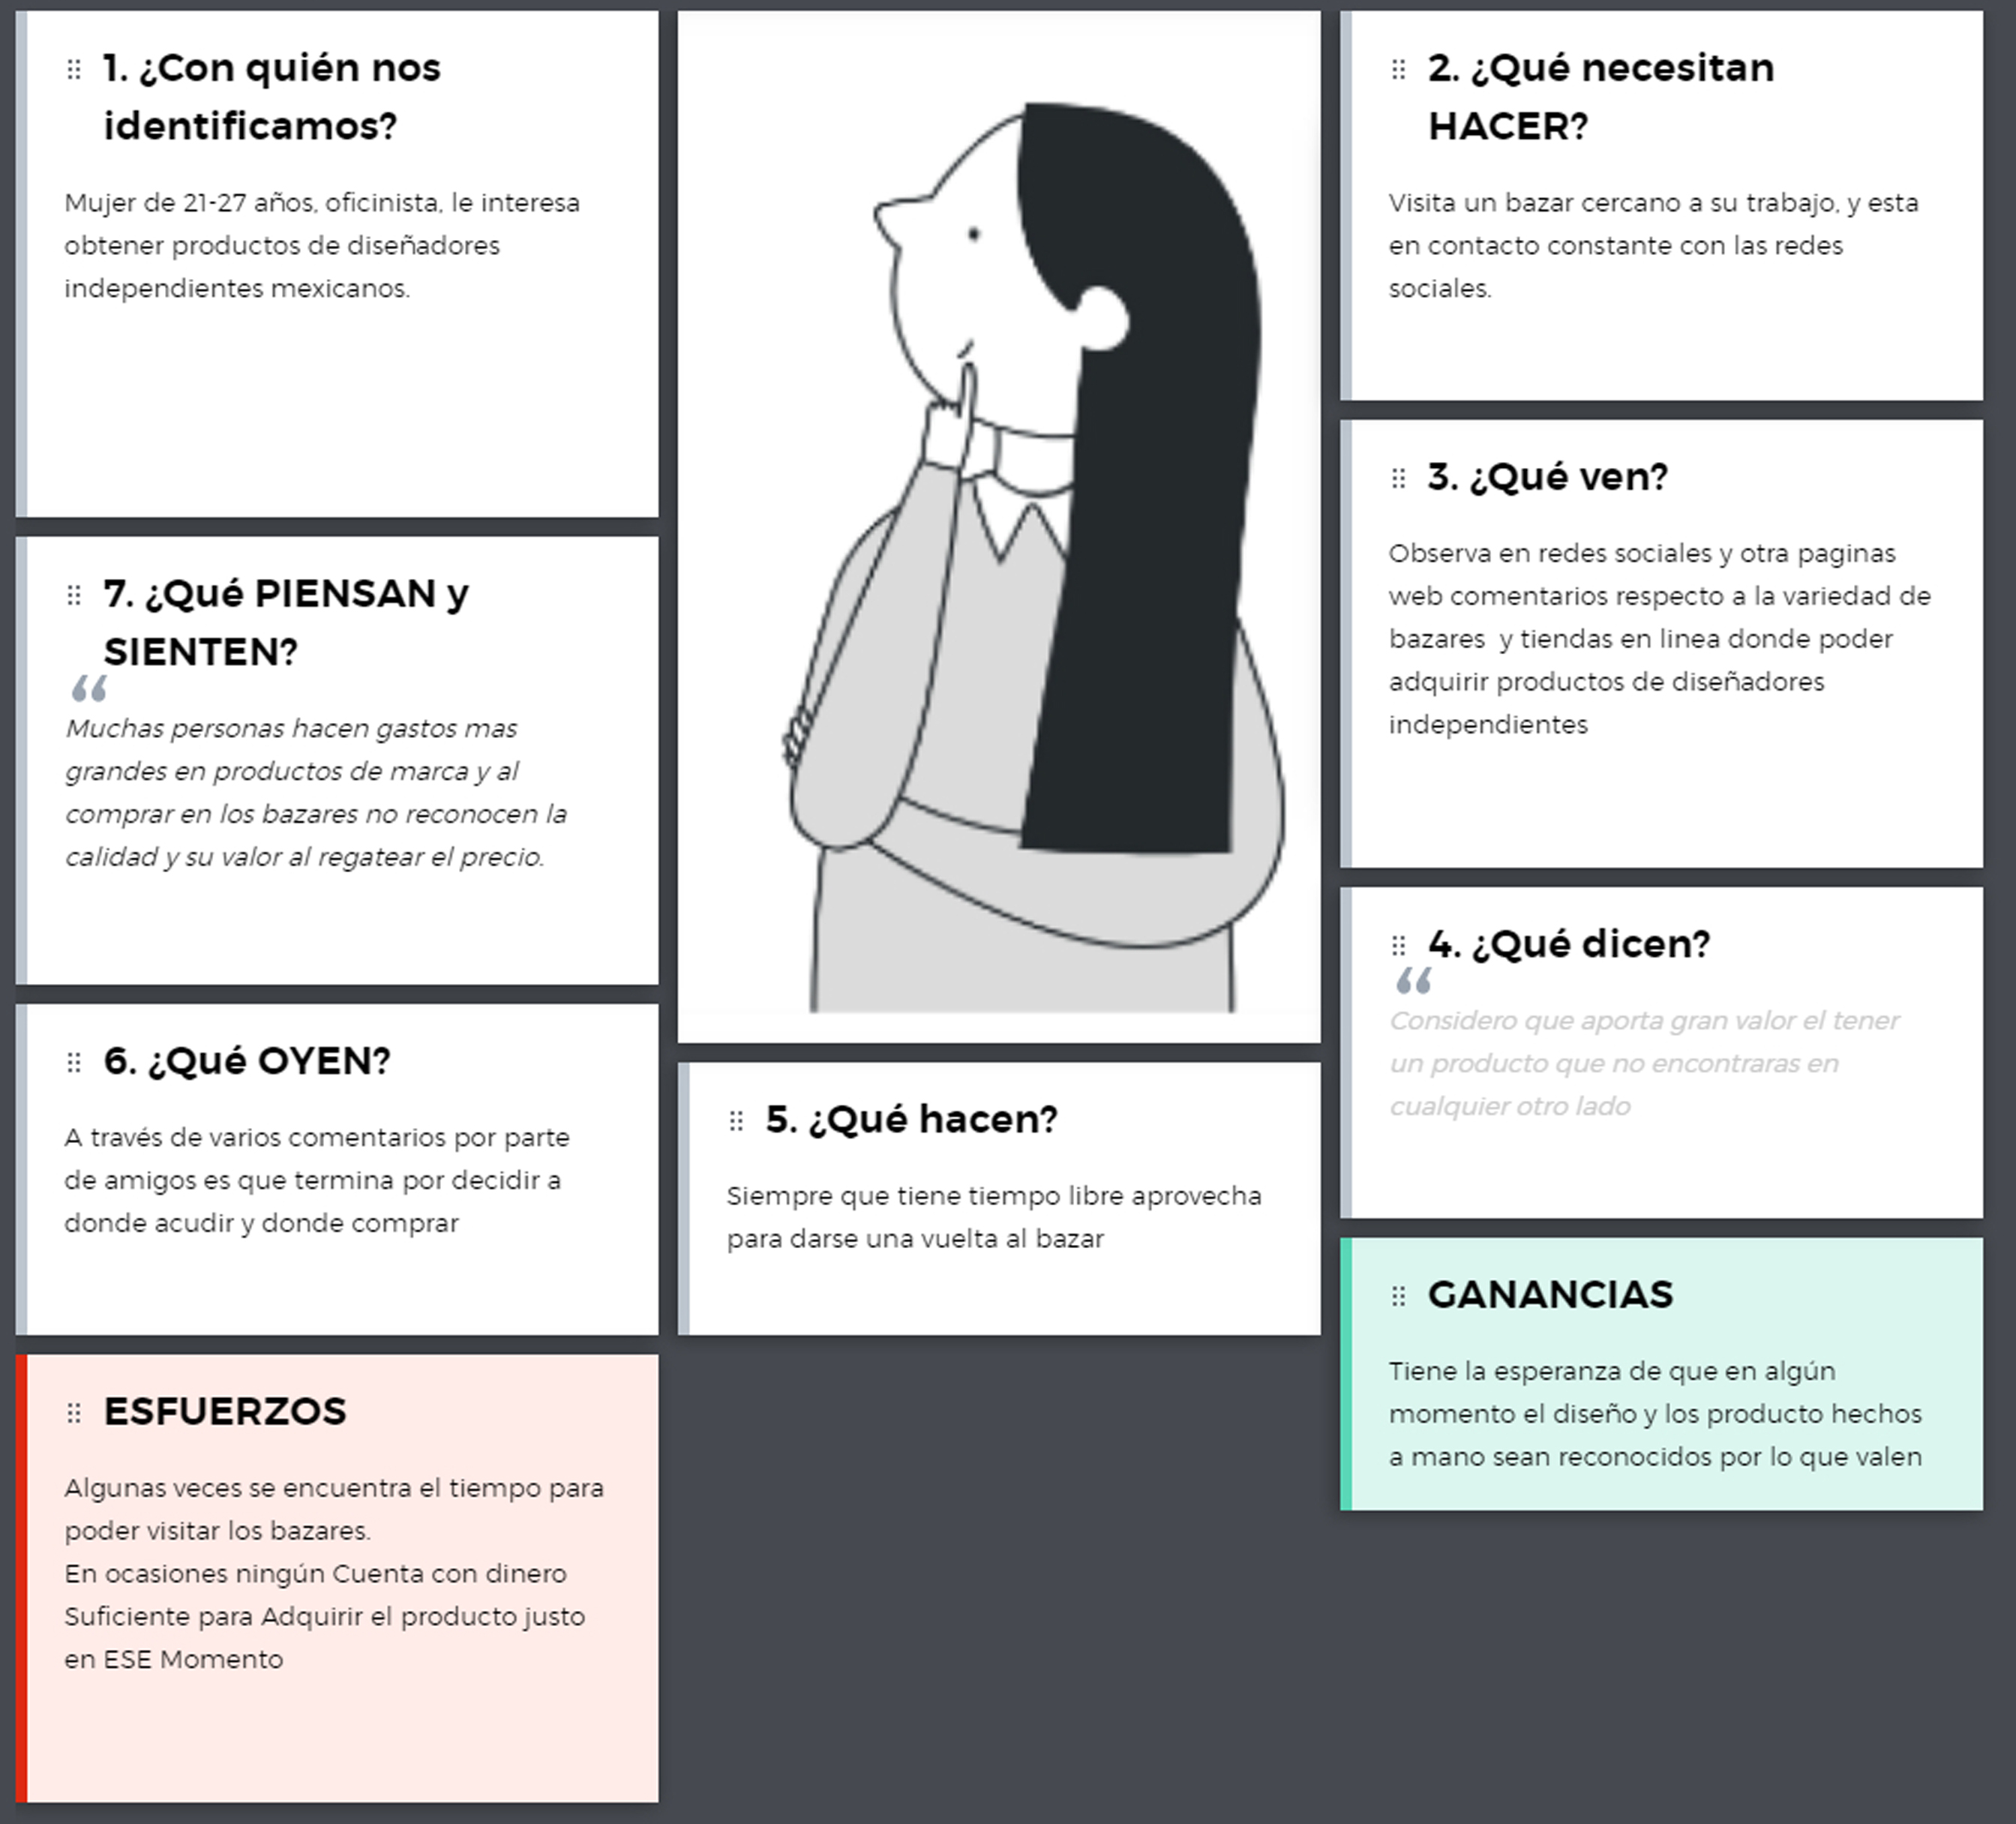 1. ¿Con quién nos
identificamos?
Mujer de 21-27 años, oficinista, le interesa
obtener productos de diseñadores
independientes mexicanos.
2. ¿Qué necesitan
HACER?
Visita un bazar cercano a su trabajo, y esta
en contacto constante con las redes
sociales.
3. ¿Qué ven?
Observa en redes sociales y otra paginas
web comentarios respecto a la variedad de
bazares y tiendas en linea donde poder
adquirir productos de diseñadores
independientes
4. ¿Qué dicen?
“
Considero que aporta gran valor el tener
un producto que no encontraras en
cualquier otro lado
5. ¿Qué hacen?
Siempre que tiene tiempo libre aprovecha
para darse una vuelta al bazar
6. ¿Qué OYEN?
A través de varios comentarios por parte
de amigos es que termina por decidir a
donde acudir y donde comprar
7. ¿Qué PIENSAN y
SIENTEN?
“
Muchas personas hacen gastos mas
grandes en productos de marca y al
comprar en los bazares no reconocen la
calidad y su valor al regatear el precio.
ESFUERZOS
Algunas veces se encuentra el tiempo para
poder visitar los bazares.
En ocasiones ningún Cuenta con dinero
Suficiente para Adquirir el producto justo
en ESE Momento
GANANCIAS
Tiene la esperanza de que en algún
momento el diseño y los producto hechos
a mano sean reconocidos por lo que valen